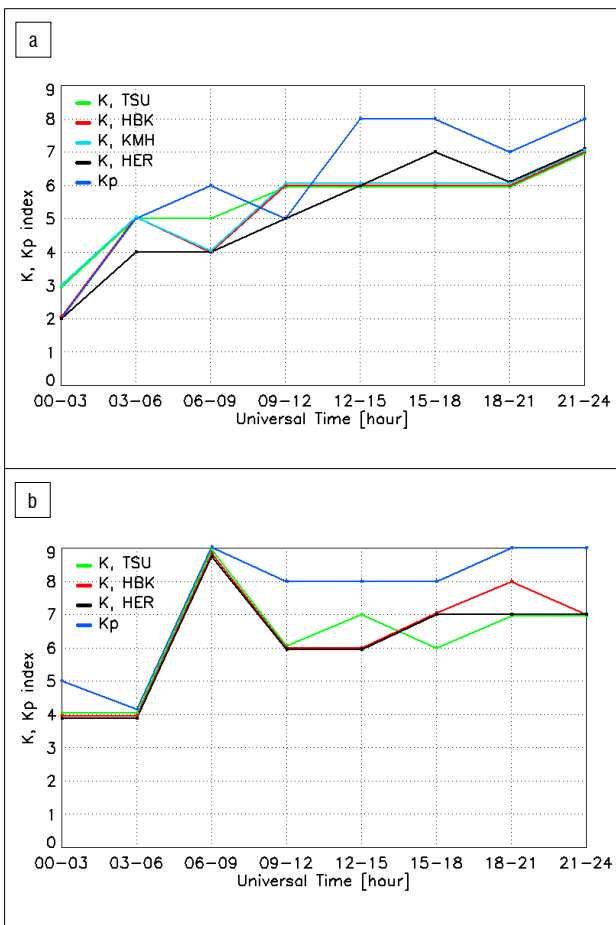 a
9
8
7
6
5
4
3
2
1
0
K, Kp index
K, TSU
K, HBK
K, KMH
K, HER
Kp
00–03 03–06 06–09 09–12 12–15 15–18 18–21 21–24
Universal Time [hour]
b
9
8
7
6
5
4
3
2
1
0
K, Kp index
K, TSU
K, HBK
K, HER
Kp
00–03 03–06 06–09 09–12 12–15 15–18 18–21 21–24
Universal Time [hour]